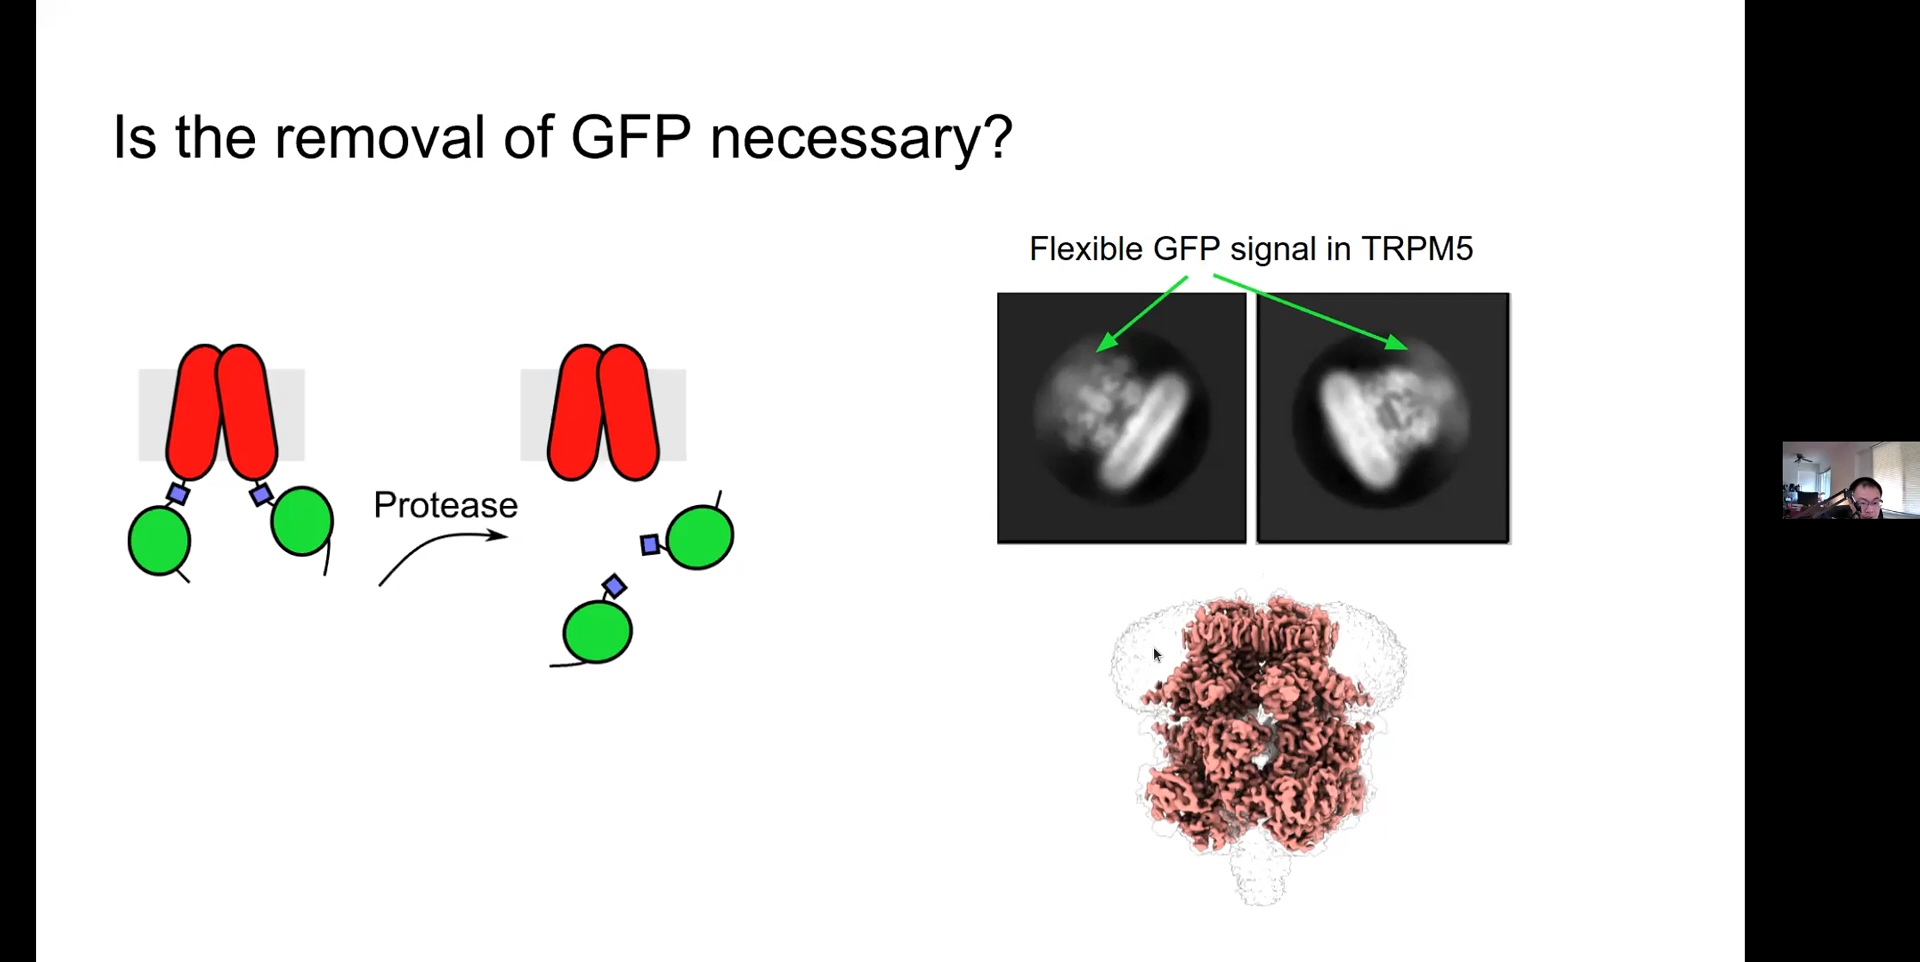 Is the removal of GFP necessary?
Flexible GFP signal in TRPM5
Protease